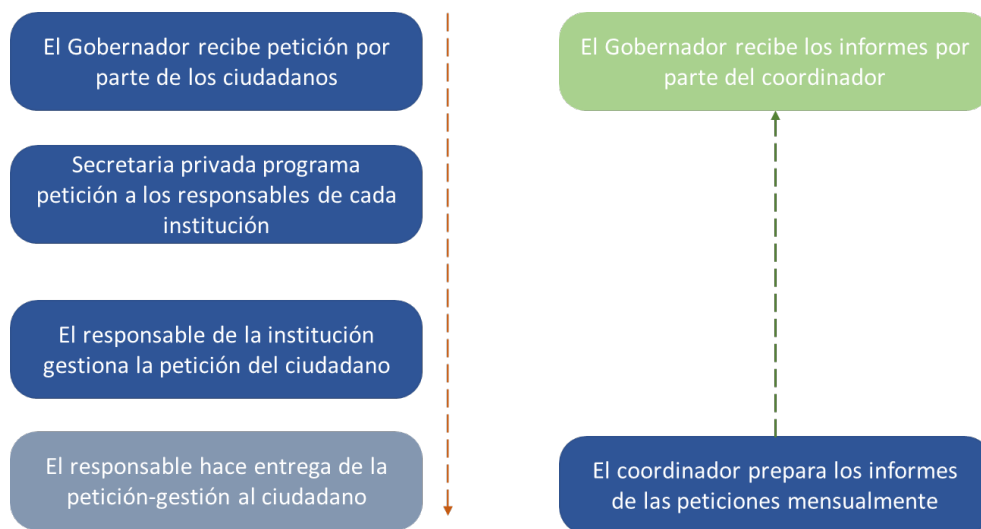 El Gobernador recibe petición por
parte de los ciudadanos
Secretaria privada programa
petición a los responsables de cada
institución
El responsable de la institución
gestiona la petición del ciudadano
El responsable hace entrega de la
petición-gestión al ciudadano
El Gobernador recibe los informes por
parte del coordinador
El coordinador prepara los informes
de las peticiones mensualmente